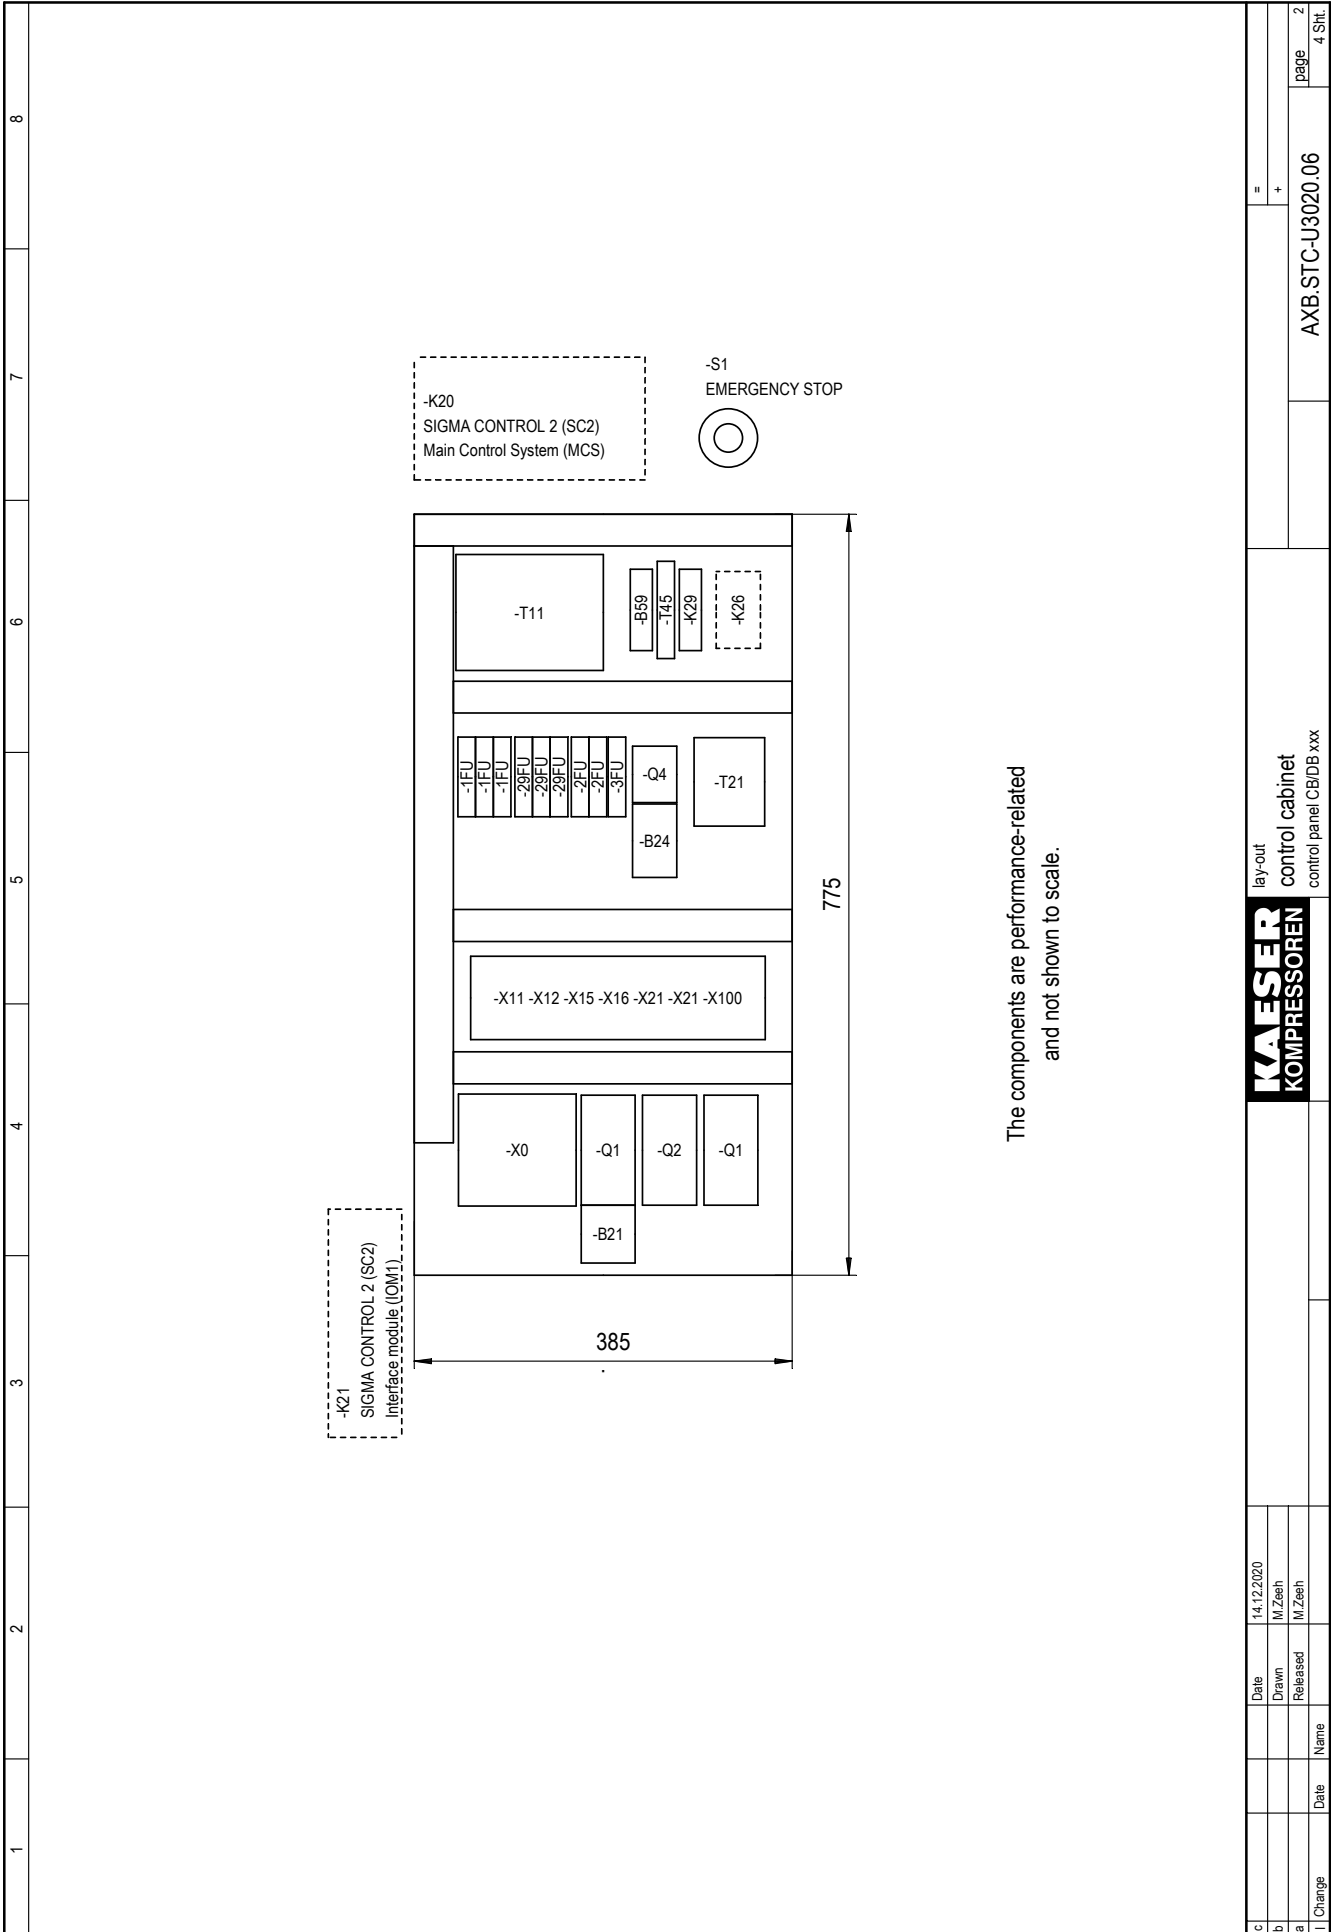 8
7
6
5
4
3
2
1
-K20
SIGMA CONTROL 2 (SC2)
Main Control System (MCS)
-S1
EMERGENCY STOP
-T11
-B59
-T45
-K29
-K26
-1FU
-1FU
-1FU
-29FU
-29FU
-29FU
-2FU
-2FU
-3FU
-Q4
-B24
-T21
-X11 -X12 -X15 -X16 -X21 -X21 -X100
-X0
-Q1
-Q2
-Q1
-B21
775
385
-K21
SIGMA CONTROL 2 (SC2)
Interface module (IOM1)
The components are performance-related
and not shown to scale.
c
b
a
Change
Date
Name
Date
14.12.2020
Drawn
M.Zeeh
Released
M.Zeeh
KAESER
KOMPRESSOREN
lay-out
control cabinet
control panel CB/DB xxx
=
+
AXB.STC-U3020.06
page 2
4 Sht.